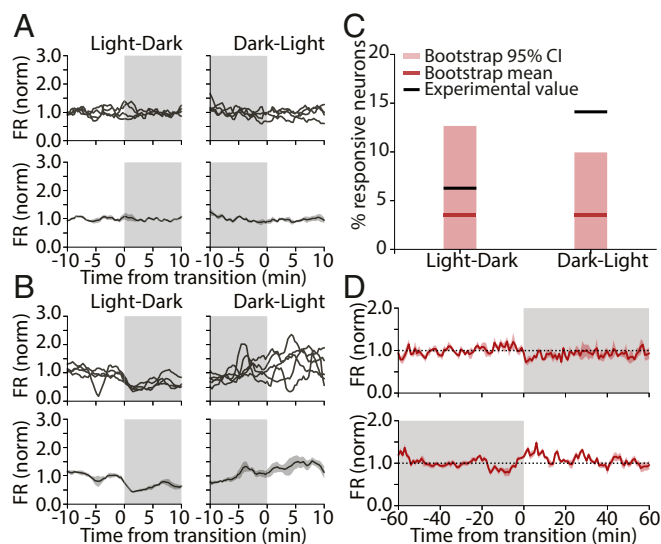 A
Light-Dark
Dark-Light
FR (norm)
3.0
2.0
1.0
0.0
FR (norm)
3.0
2.0
1.0
0.0
-10 -5 0 5 10
-10 -5 0 5 10
Time from transition (min)
B
Light-Dark
Dark-Light
FR (norm)
3.0
2.0
1.0
0.0
FR (norm)
3.0
2.0
1.0
0.0
-10 -5 0 5 10
-10 -5 0 5 10
Time from transition (min)
C
% responsive neurons
20
15
10
5
0
Bootstrap 95% CI
Bootstrap mean
Experimental value
Light-Dark
Dark-Light
D
FR (norm)
2.0
1.0
0.0
FR (norm)
2.0
1.0
0.0
-60 -40 -20 0 20 40 60
Time from transition (min)